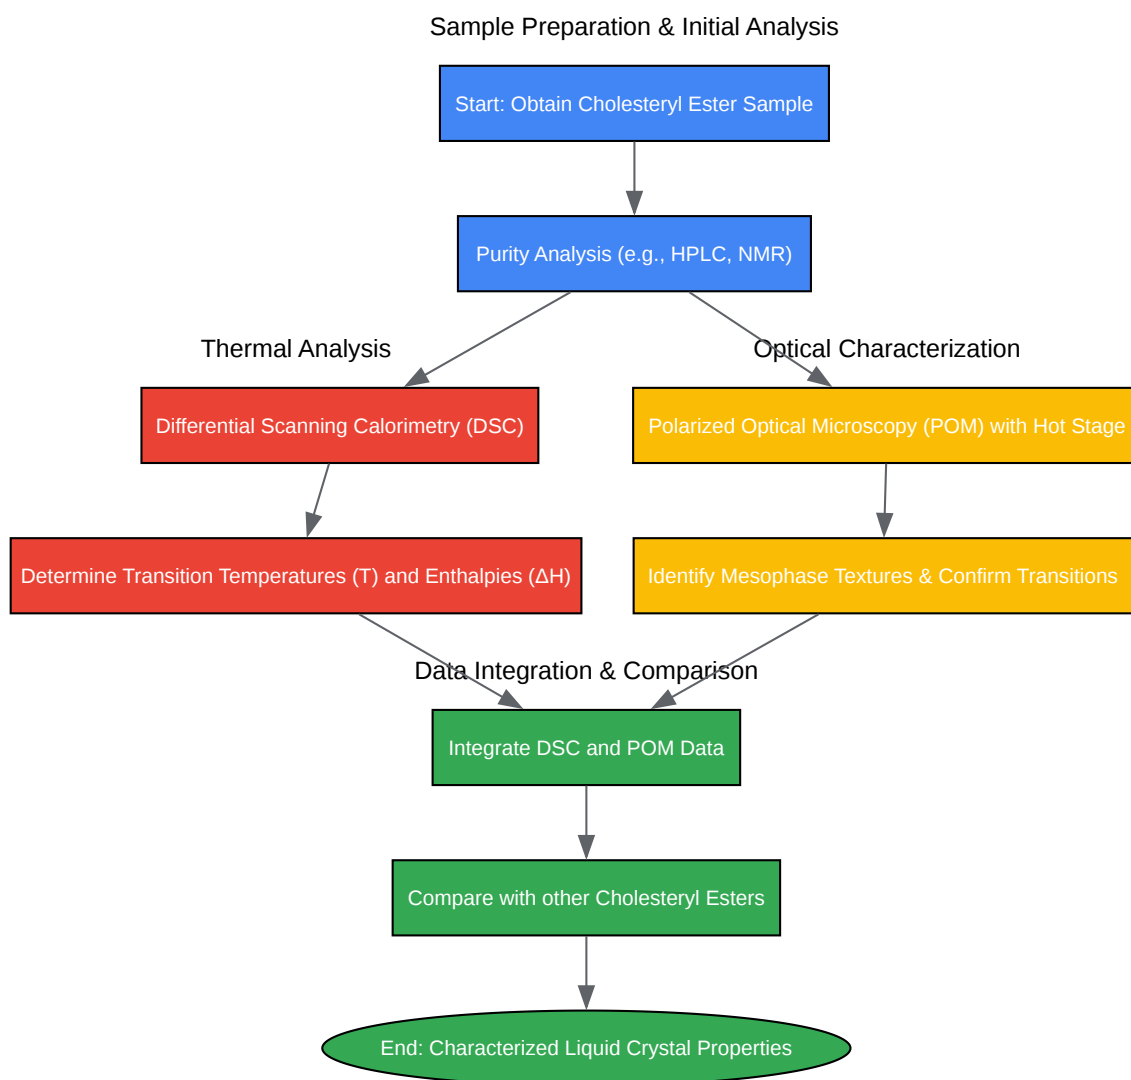 Sample Preparation & Initial Analysis
Start: Obtain Cholesteryl Ester Sample
Purity Analysis (e.g., HPLC, NMR)
Thermal Analysis
Optical Characterization
Differential Scanning Calorimetry (DSC)
Polarized Optical Microscopy (POM) with Hot Stage
Determine Transition Temperatures (T) and Enthalpies (ΔH)
Identify Mesophase Textures & Confirm Transitions
Data Integration & Comparison
Integrate DSC and POM Data
Compare with other Cholesteryl Esters
End: Characterized Liquid Crystal Properties